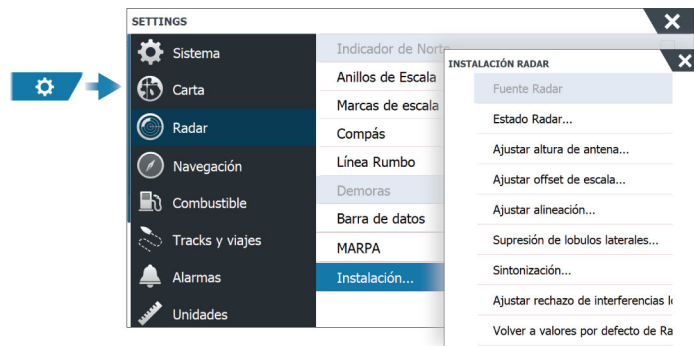 SETTINGS
Sistema
Carta
Radar
Navegación
Combustible
Tracks y viajes
Alarmas
Unidades
Indicador de Norte
Anillos de Escala
Marcas de escala
Compás
Línea Rumbo
Demoras
Barra de datos
MARPA
Instalación...
INSTALACIÓN RADAR
Fuente Radar
Estado Radar...
Ajustar altura de antena...
Ajustar offset de escala...
Ajustar alineación...
Supresión de lobulos laterales...
Sintonización...
Ajustar rechazo de interferencias l
Volver a valores por defecto de Ra